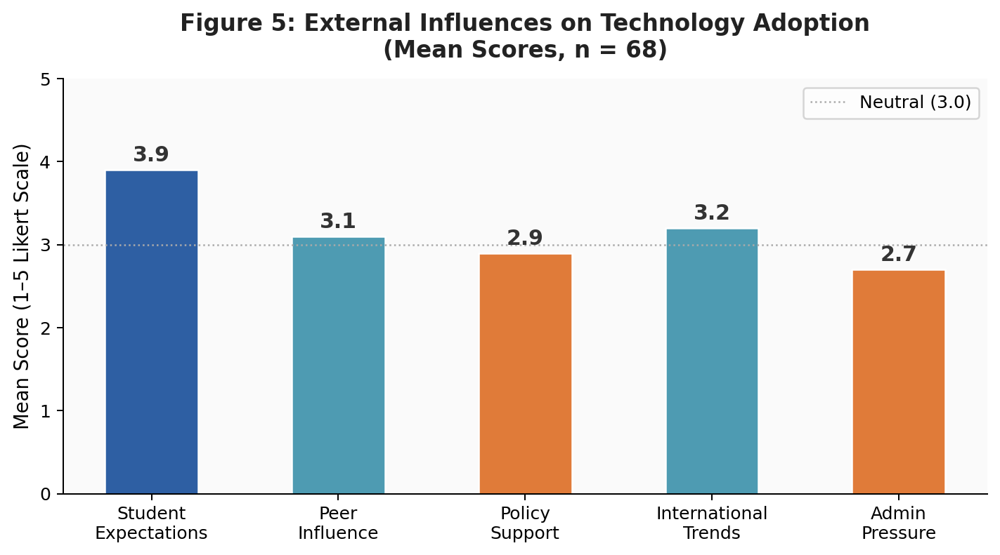 Figure 5: External Influences on Technology Adoption
(Mean Scores, n = 68)
Mean Score (1–5 Likert Scale)
5
4
3
2
1
0
Neutral (3.0)
3.9
3.1
2.9
3.2
2.7
Student
Expectations
Peer
Influence
Policy
Support
International
Trends
Admin
Pressure